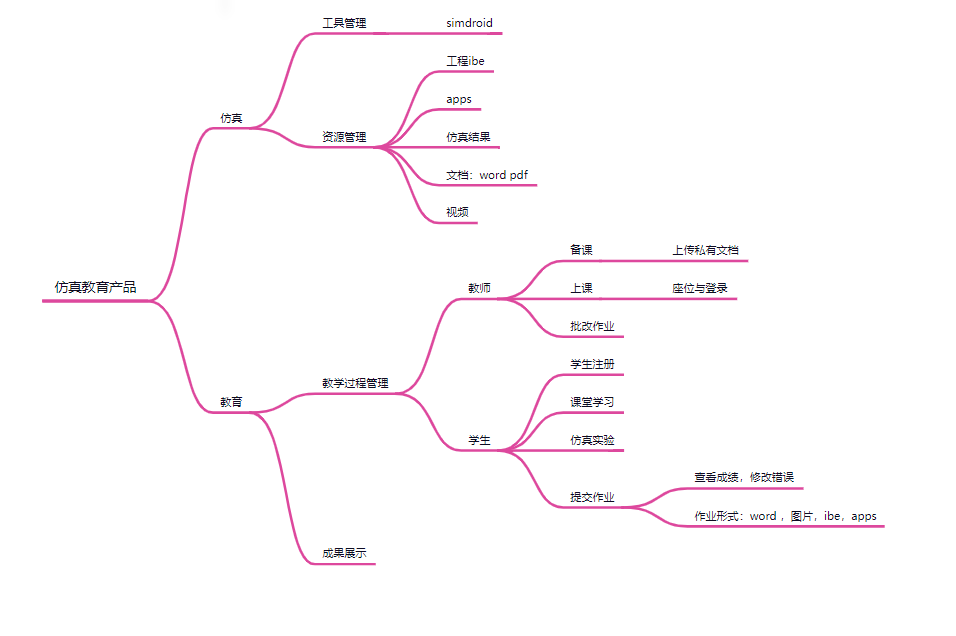 工具管理
simdroid
工程ibe
apps
仿真
资源管理
仿真结果
文档：word pdf
视频
仿真教育产品
备课
上传私有文档
教师
上课
座位与登录
批改作业
学生注册
教学过程管理
教育
课堂学习
学生
仿真实验
查看成绩，修改错误
提交作业
作业形式：word ，图片，ibe，apps
成果展示